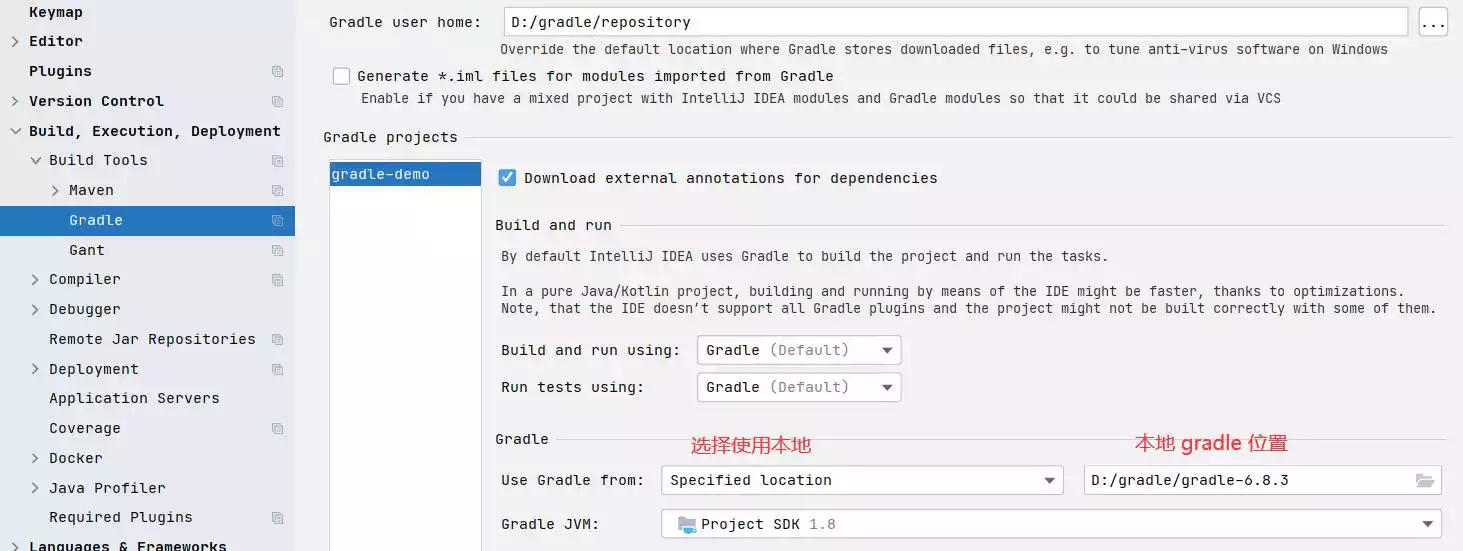 Keymap
Editor
Plugins
Version Control
Build, Execution, Deployment
Build Tools
Maven
Gradle
Gant
Compiler
Debugger
Remote Jar Repositories
Deployment
Application Servers
Coverage
Docker
Java Profiler
Required Plugins
Languages & Frameworks
Gradle user home: D:/gradle/repository ...
Override the default location where Gradle stores downloaded files, e.g. to tune anti-virus software on Windows
Generate *.iml files for modules imported from Gradle
Enable if you have a mixed project with IntelliJ IDEA modules and Gradle modules so that it could be shared via VCS
Gradle projects
gradle-demo
Download external annotations for dependencies
Build and run
By default IntelliJ IDEA uses Gradle to build the project and run the tasks.
In a pure Java/Kotlin project, building and running by means of the IDE might be faster, thanks to optimizations.
Note, that the IDE doesn't support all Gradle plugins and the project might not be built correctly with some of them.
Build and run using: Gradle (Default)
Run tests using: Gradle (Default)
Gradle 选择使用本地 本地 gradle 位置
Use Gradle from: Specified location D:/gradle/gradle-6.8.3
Gradle JVM: Project SDK 1.8